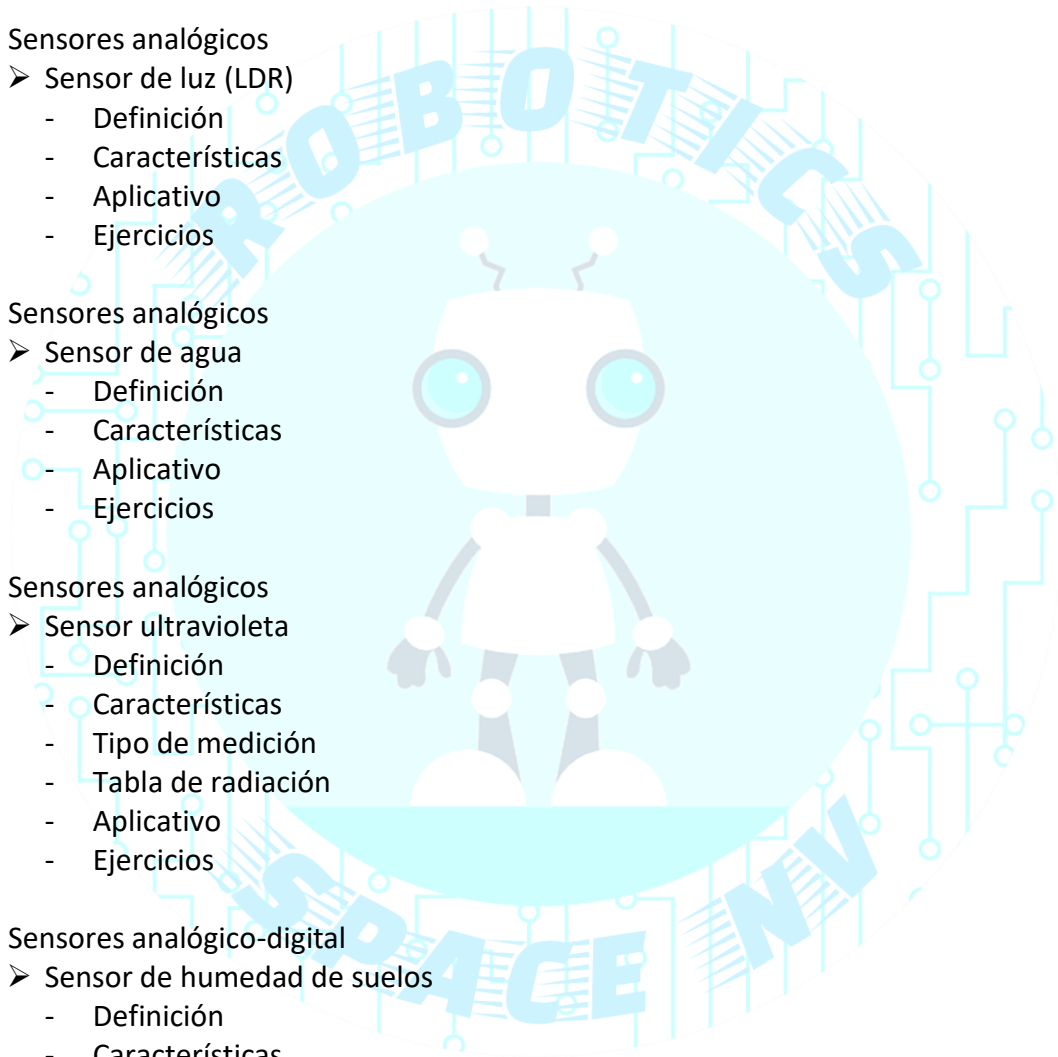 Sensores analógicos
➢ Sensor de luz (LDR)
- Definición
- Características
- Aplicativo
- Ejercicios
Sensores analógicos
➢ Sensor de agua
- Definición
- Características
- Aplicativo
- Ejercicios
Sensores analógicos
➢ Sensor ultravioleta
- Definición
- Características
- Tipo de medición
- Tabla de radiación
- Aplicativo
- Ejercicios
Sensores analógico-digital
➢ Sensor de humedad de suelos
- Definición
- Características
ROBOTICS
SPACE NV